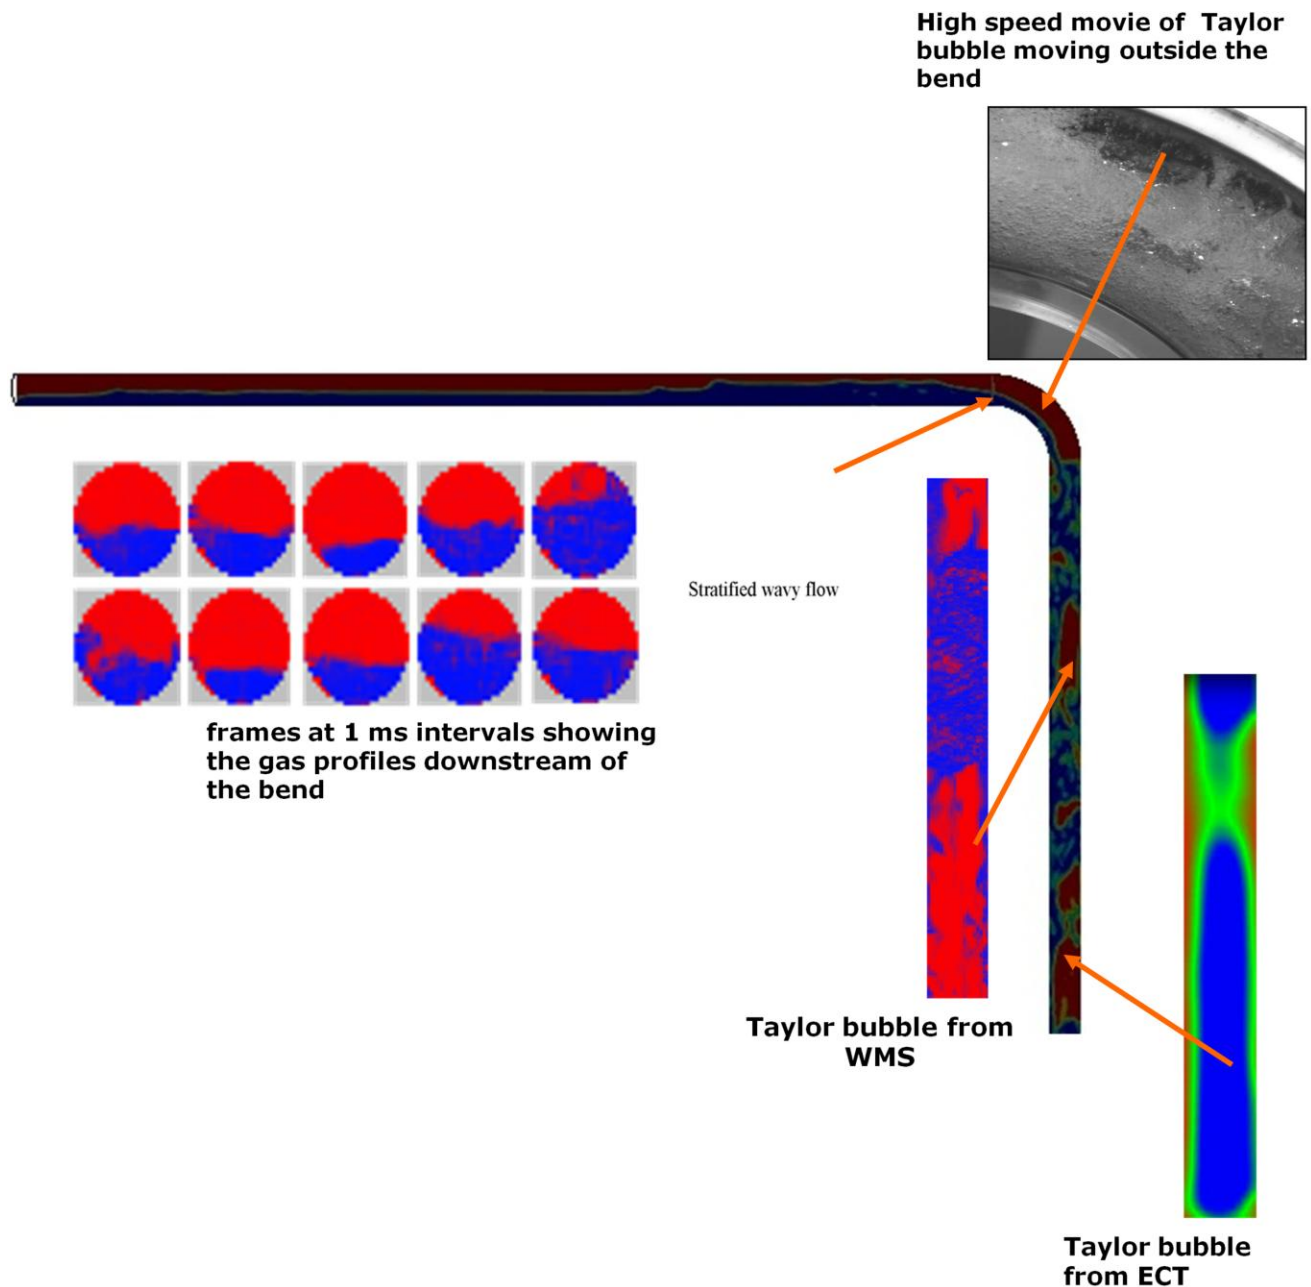 High speed movie of Taylor
bubble moving outside the
bend
Stratified wavy flow
frames at 1 ms intervals showing
the gas profiles downstream of
the bend
Taylor bubble from
WMS
Taylor bubble
from ECT